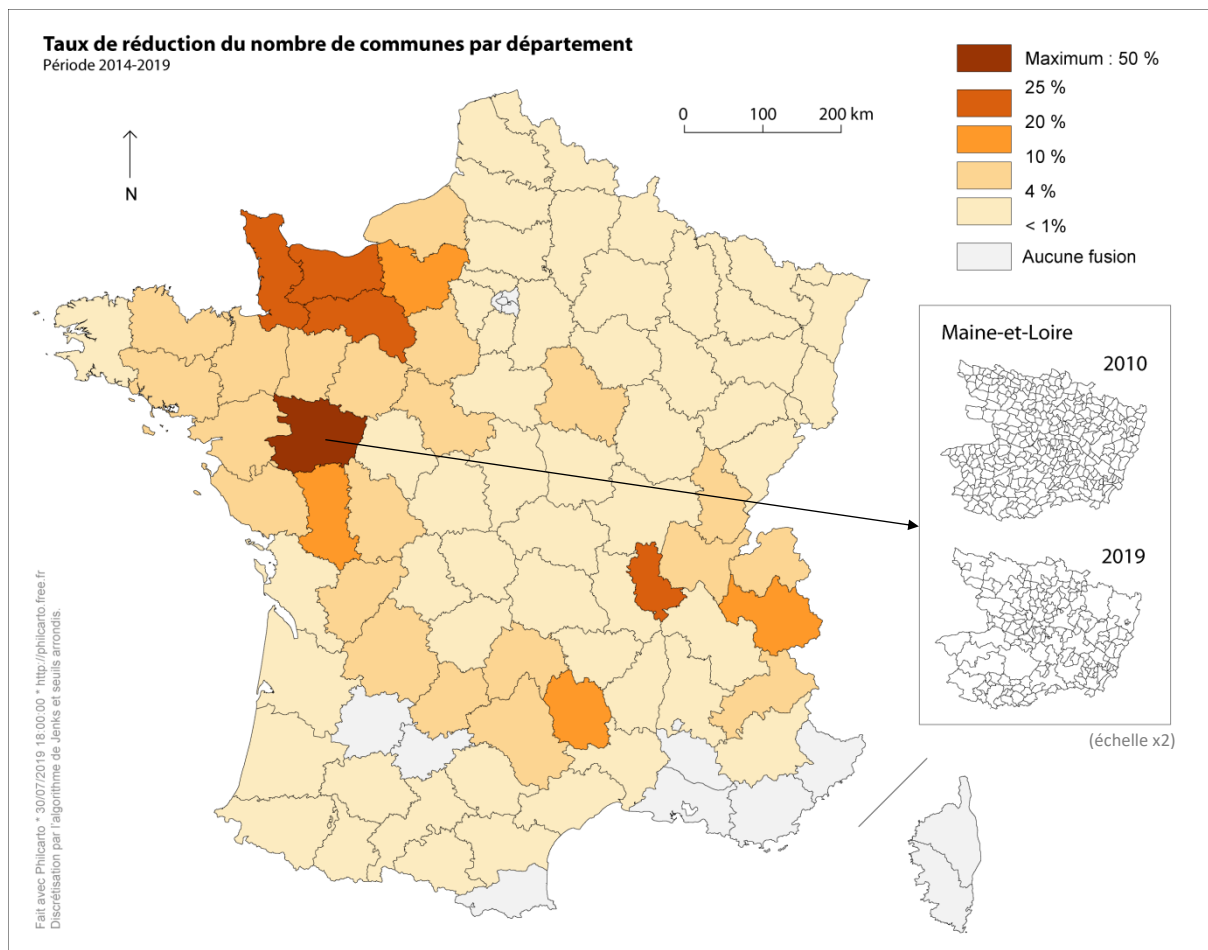 Taux de réduction du nombre de communes par département
Période 2014-2019
N
0 100 200 km
Maximum : 50 %
25 %
20 %
10 %
4 %
< 1%
Aucune fusion
Maine-et-Loire
2010
2019
(échelle x2)
Fait avec Philcarto * 30/07/2019 18:00:00 * http://philcarto.free.fr
Discrétisation par l'algorithme de Jenks et seuils arrondis.